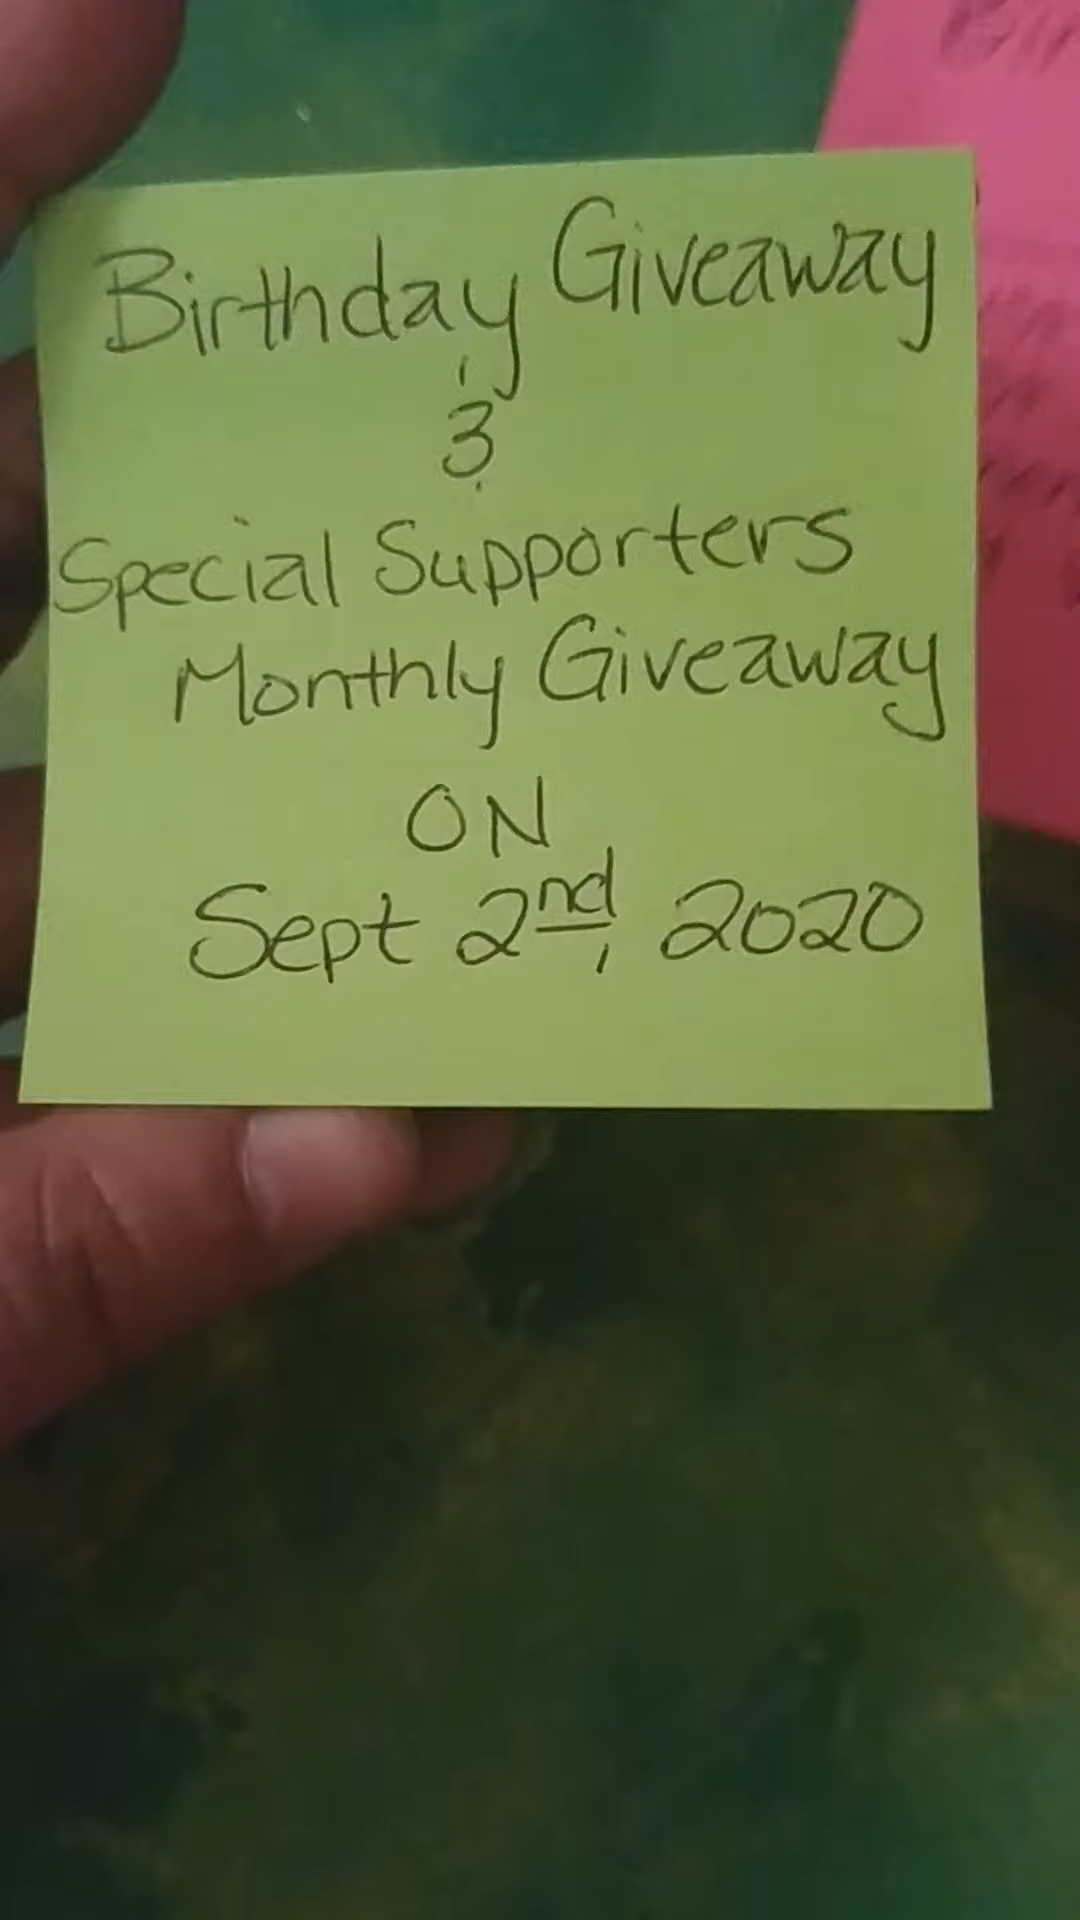 Birthday Giveaway
&
Special Supporters
Monthly Giveaway
ON
Sept 2nd, 2020